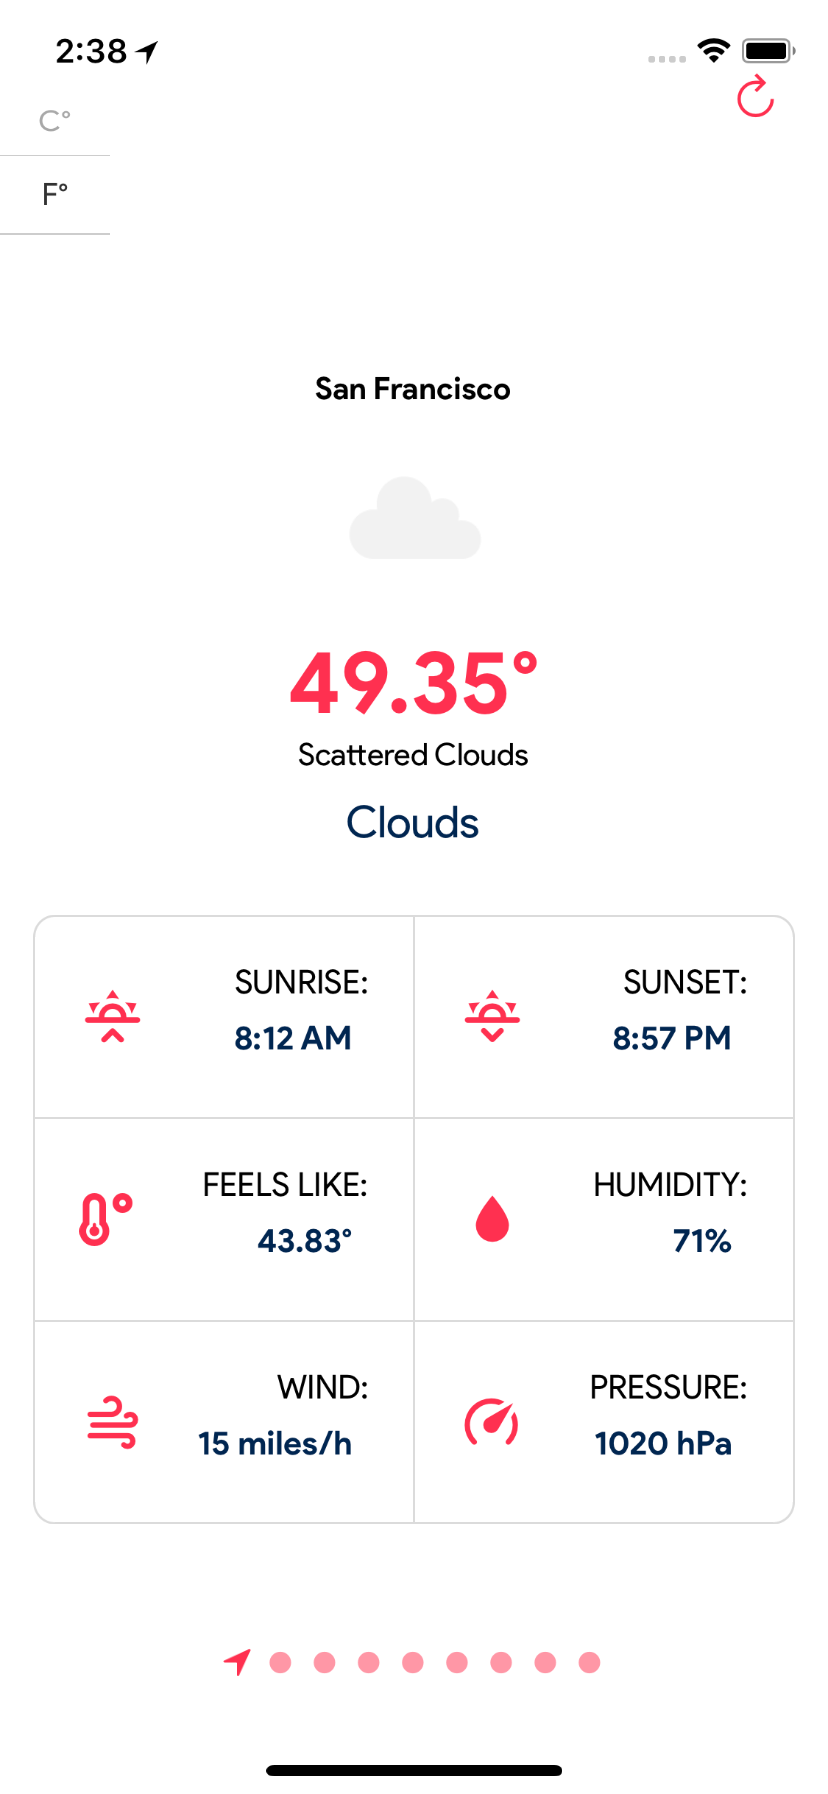 2:38
C°
F°
San Francisco
49.35°
Scattered Clouds
Clouds
SUNRISE:
8:12 AM
SUNSET:
8:57 PM
FEELS LIKE:
43.83°
HUMIDITY:
71%
WIND:
15 miles/h
PRESSURE:
1020 hPa